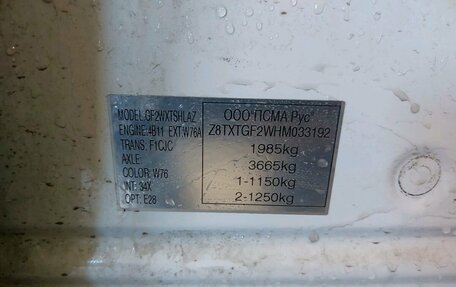 MODEL:GF2WXTSHLAZ
ENGINE:4B11 EXT:W76A
TRANS: F1CJC
AXLE:
COLOR: W76
INT: 34X
OPT: E28
ООО"ПСМА Рус"
Z8TXTGF2WHM033192
1985kg
3665kg
1-1150kg
2-1250kg